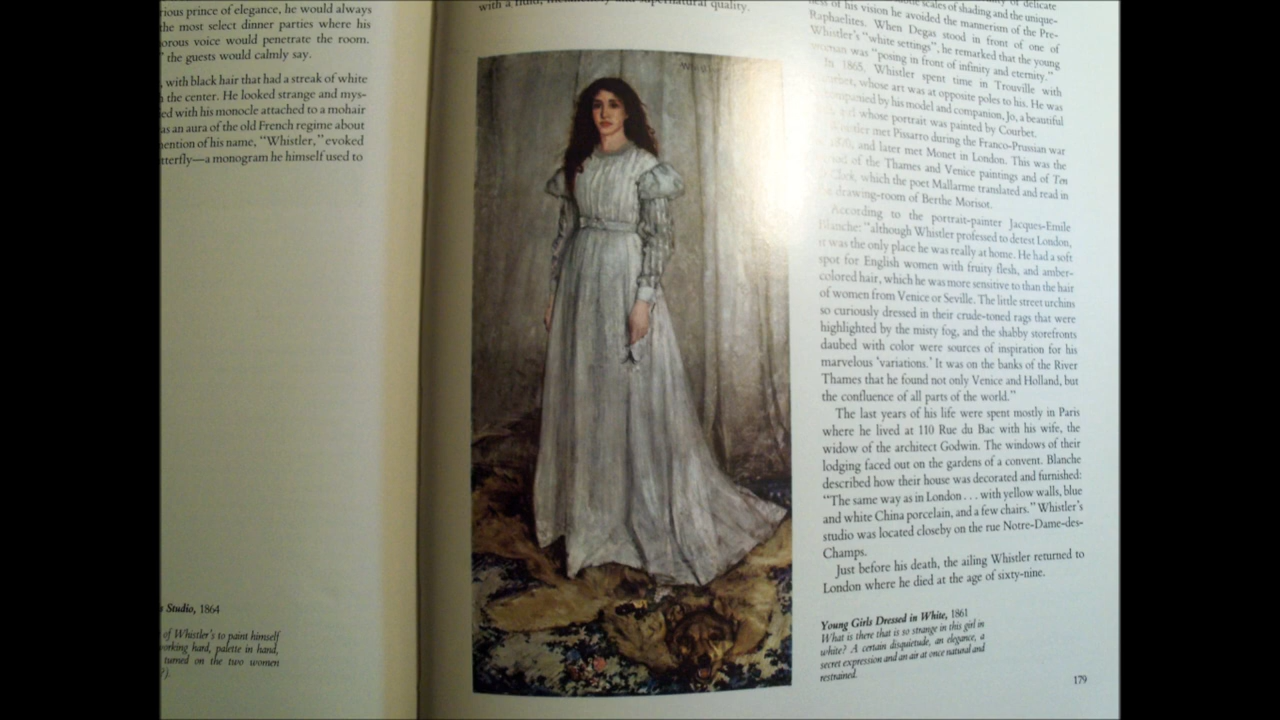 rious prince of elegance, he would always
the most select dinner parties where his
orous voice would penetrate the room.
" the guests would calmly say.
, with black hair that had a streak of white
the center. He looked strange and mys-
ed with his monocle attached to a mohair
as an aura of the old French regime about
ention of his name, "Whistler," evoked
tterfly—a monogram he himself used to
s Studio, 1864
of Whistler's to paint himself
orking hard, palette in hand,
turned on the two women
?).
with a fluid, and supernatural quality.
of delicate
scales of shading and the unique-
ness of his vision he avoided the mannerism of the Pre-
Raphaelites. When Degas stood in front of one of
Whistler's "white settings", he remarked that the young
woman was "posing in front of infinity and eternity."
In 1865, Whistler spent time in Trouville with
whose art was at opposite poles to his. He was
by his model and companion, Jo, a beautiful
whose portrait was painted by Courbet.
Whistler met Pissarro during the Franco-Prussian war
and later met Monet in London. This was the
of the Thames and Venice paintings and of Ten
Clock, which the poet Mallarme translated and read in
drawing-room of Berthe Morisot.
According to the portrait-painter Jacques-Emile
Blanche: "although Whistler professed to detest London,
it was the only place he was really at home. He had a soft
spot for English women with fruity flesh, and amber-
colored hair, which he was more sensitive to than the hair
of women from Venice or Seville. The little street urchins
so curiously dressed in their crude-toned rags that were
highlighted by the misty fog, and the shabby storefronts
daubed with color were sources of inspiration for his
marvelous 'variations.' It was on the banks of the River
Thames that he found not only Venice and Holland, but
the confluence of all parts of the world."
The last years of his life were spent mostly in Paris
where he lived at 110 Rue du Bac with his wife, the
widow of the architect Godwin. The windows of their
lodging faced out on the gardens of a convent. Blanche
described how their house was decorated and furnished:
"The same way as in London . . . with yellow walls, blue
and white China porcelain, and a few chairs." Whistler's
studio was located closeby on the rue Notre-Dame-des-
Champs.
Just before his death, the ailing Whistler returned to
London where he died at the age of sixty-nine.
Young Girls Dressed in White, 1861
What is there that is so strange in this girl in
white? A certain disquietude, an elegance, a
secret expression and an air at once natural and
restrained.
179